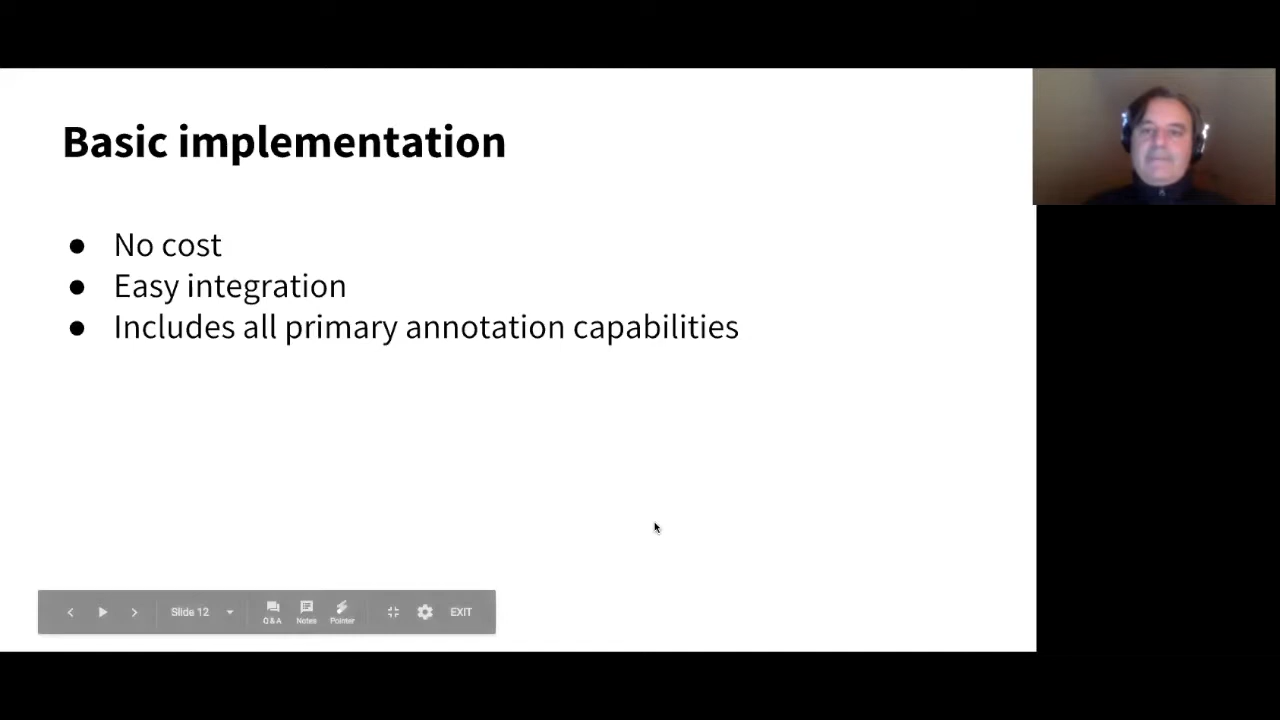 Basic implementation
● No cost
● Easy integration
● Includes all primary annotation capabilities
Slide 12
Q&A
Notes
Pointer
EXIT